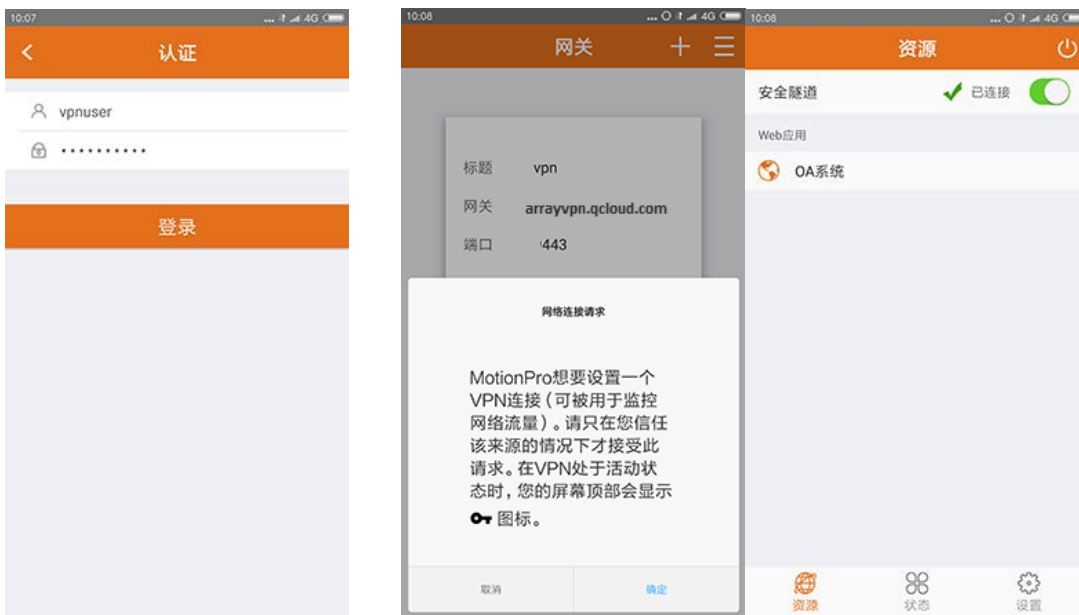 10:07
... 4G
认证
vpnuser
••••••••••
登录
10:08
... 4G
网关
标题 vpn
网关 arrayvpn.qcloud.com
端口 443
网络连接请求
MotionPro想要设置一个
VPN连接(可被用于监控
网络流量)。请只在您信任
该来源的情况下才接受此
请求。在VPN处于活动状
态时,您的屏幕顶部会显示
图标。
取消 确定
10:08
... 4G
资源
安全隧道 已连接
Web应用
OA系统
资源 状态 设置